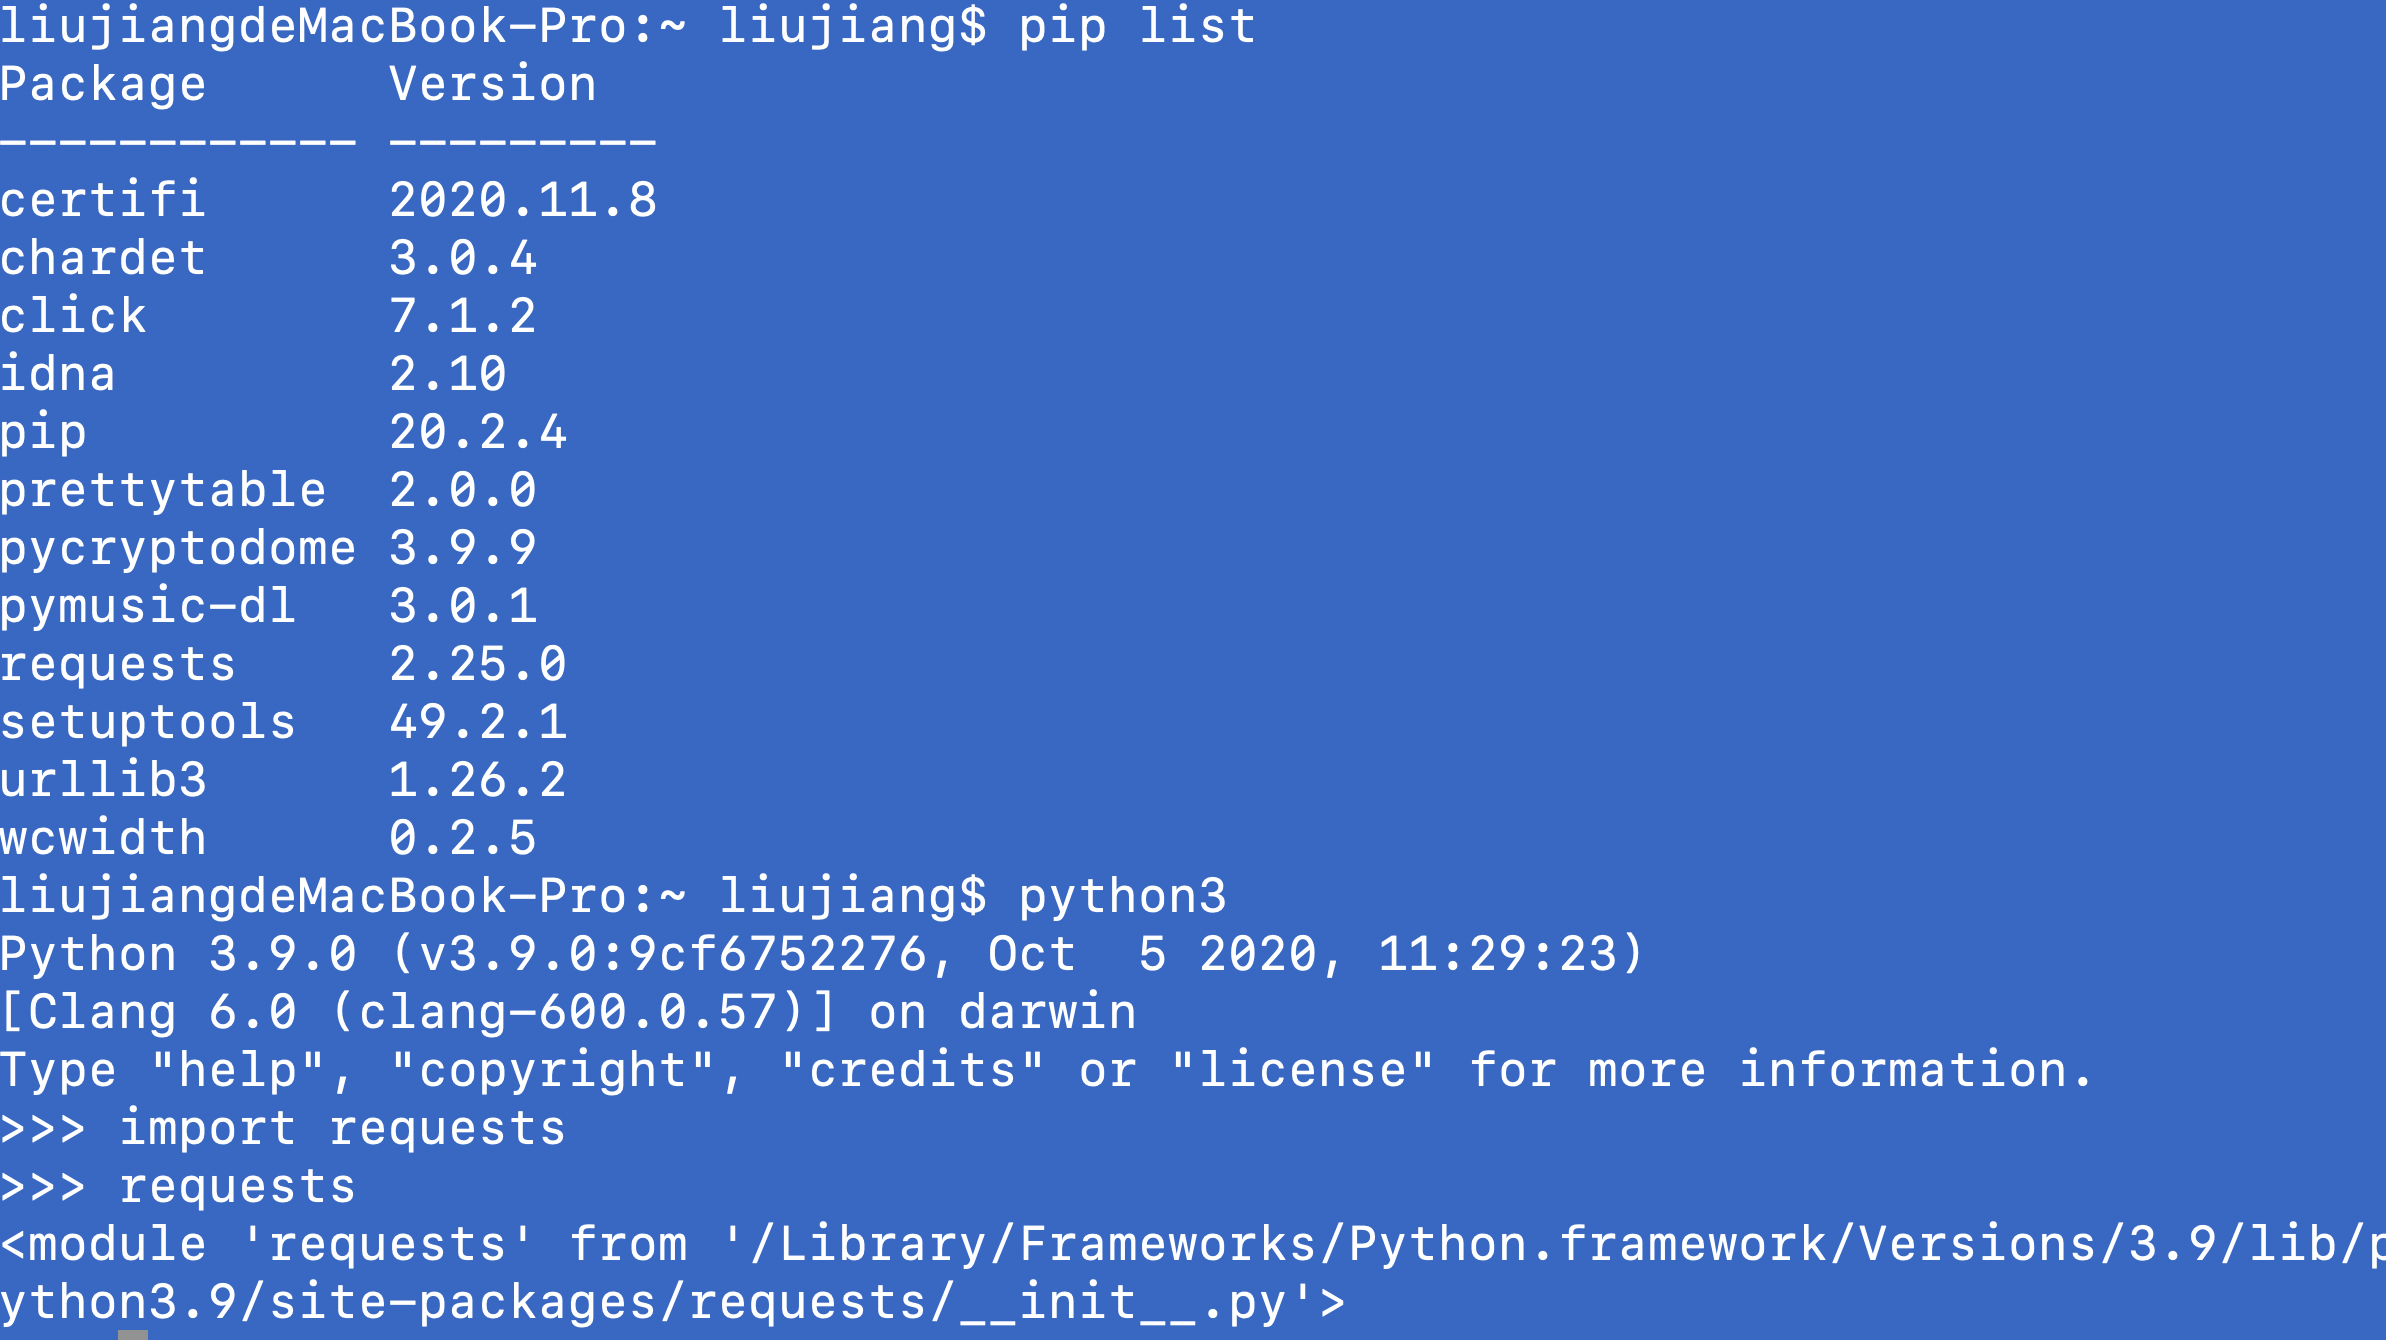 liujiangdeMacBook-Pro:~ liujiang$ pip list
Package      Version
------------ ---------
certifi      2020.11.8
chardet      3.0.4
click        7.1.2
idna         2.10
pip          20.2.4
prettytable  2.0.0
pycryptodome 3.9.9
pymusic-dl   3.0.1
requests     2.25.0
setuptools   49.2.1
urllib3      1.26.2
wcwidth      0.2.5
liujiangdeMacBook-Pro:~ liujiang$ python3
Python 3.9.0 (v3.9.0:9cf6752276, Oct  5 2020, 11:29:23)
[Clang 6.0 (clang-600.0.57)] on darwin
Type "help", "copyright", "credits" or "license" for more information.
>>> import requests
>>> requests
<module 'requests' from '/Library/Frameworks/Python.framework/Versions/3.9/lib/p
ython3.9/site-packages/requests/__init__.py'>